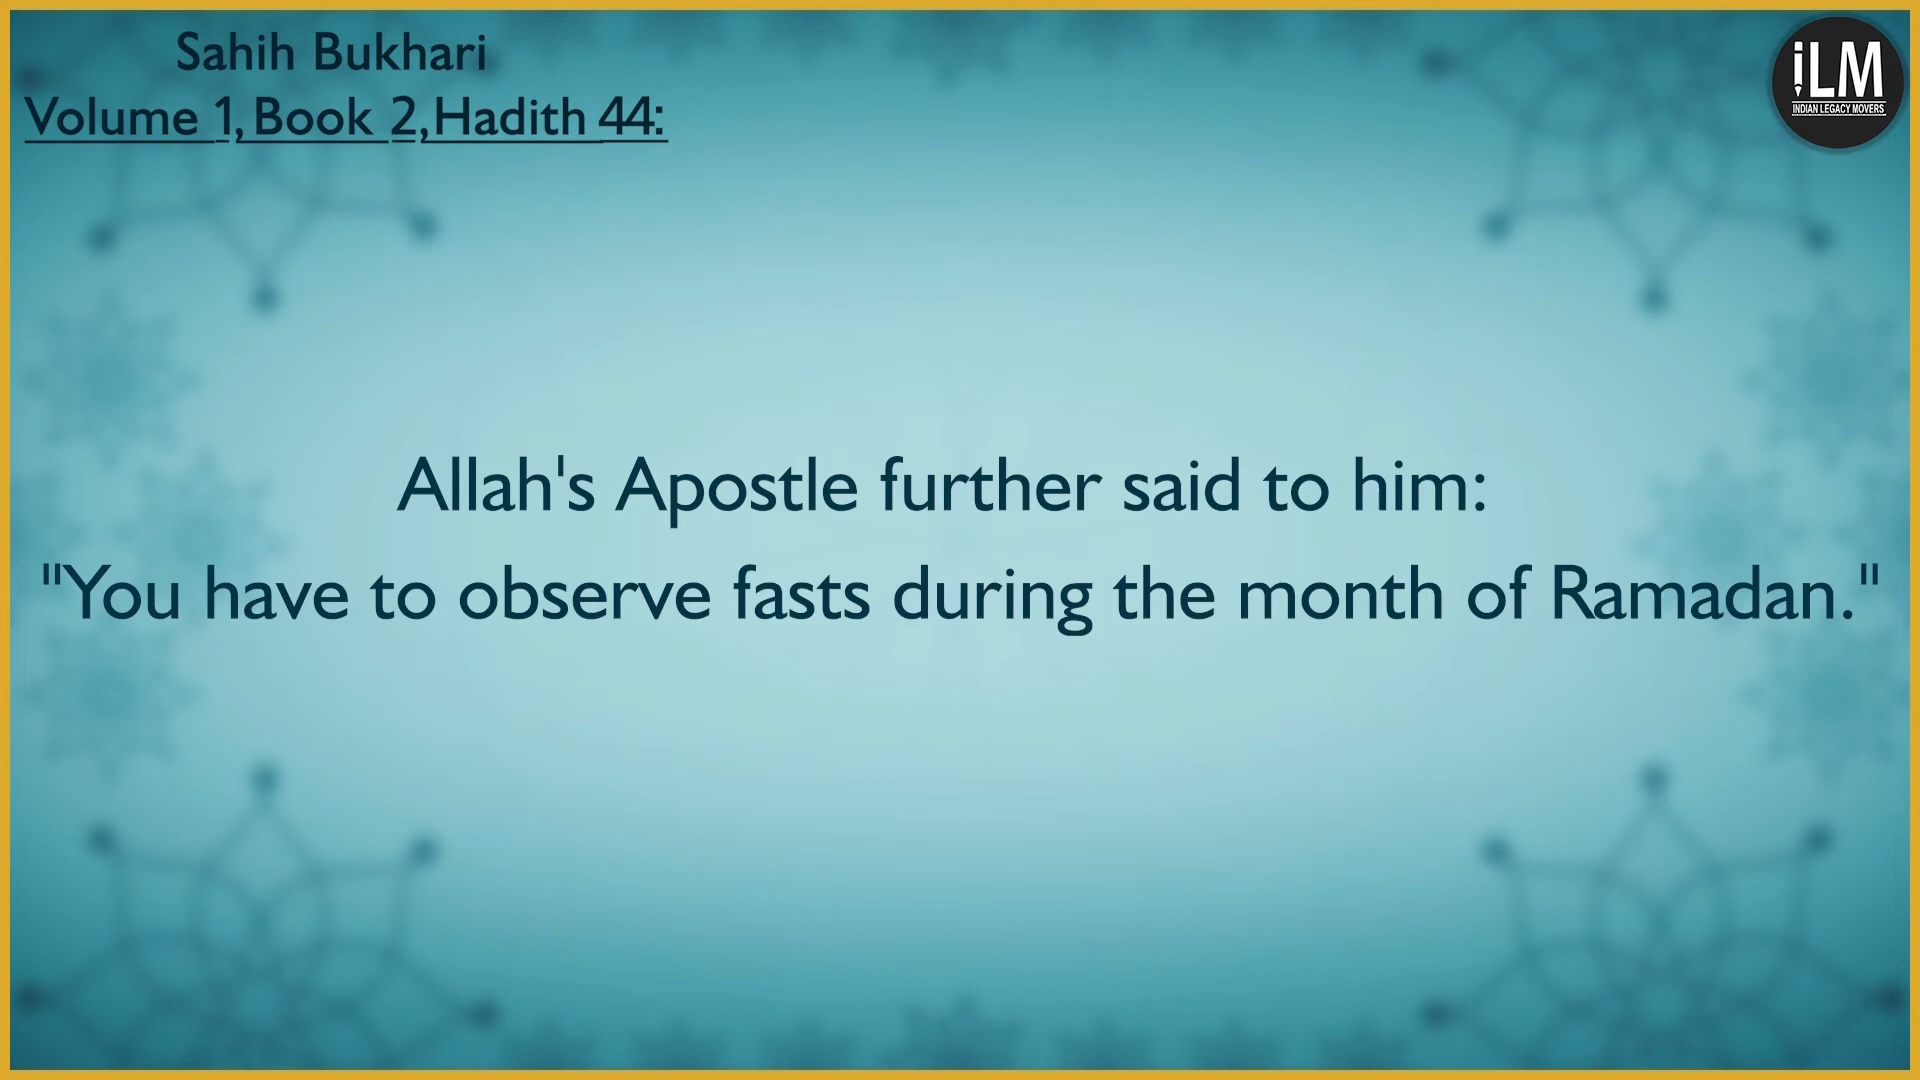 Sahih Bukhari
Volume 1, Book 2, Hadith 44:
iLM
INDIAN LEGACY MOVERS
Allah's Apostle further said to him:
"You have to observe fasts during the month of Ramadan."